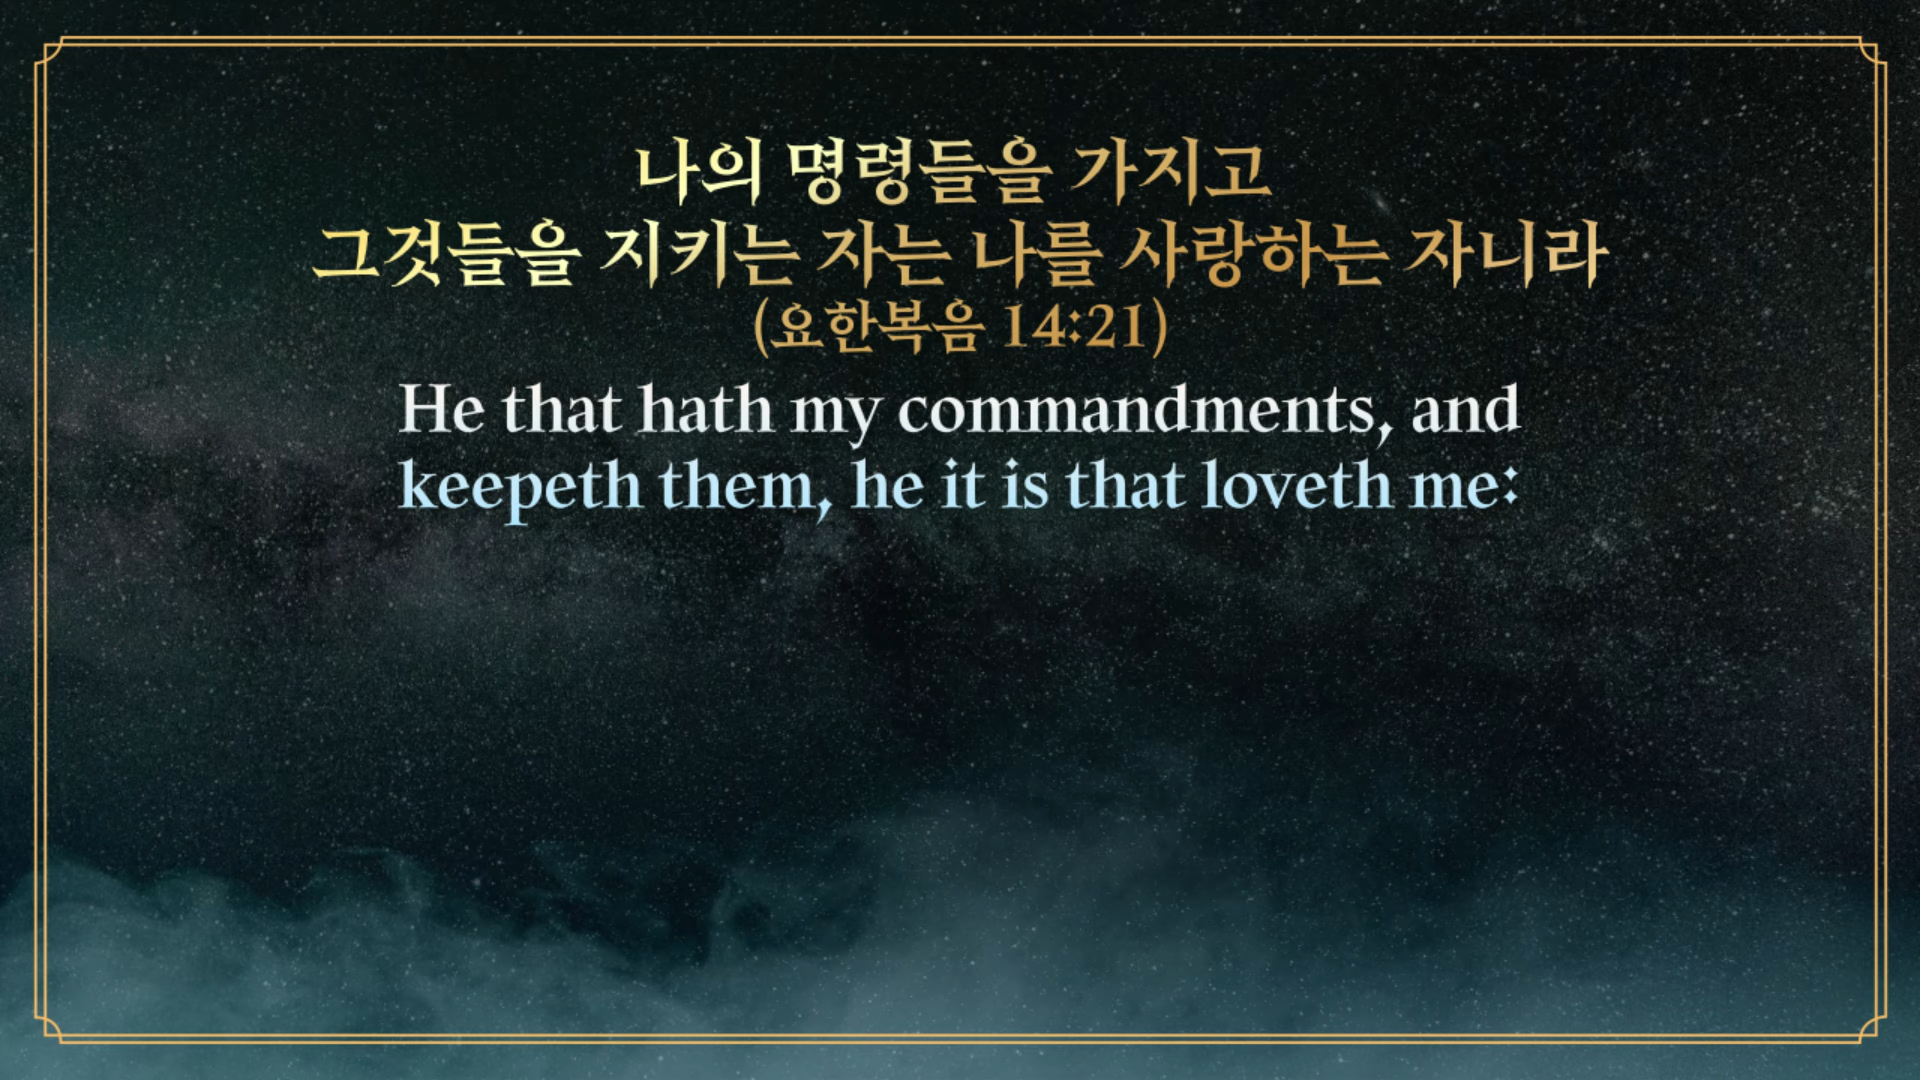 나의 명령들을 가지고
그것들을 지키는 자는 나를 사랑하는 자니라
(요한복음 14:21)
He that hath my commandments, and
keepeth them, he it is that loveth me: